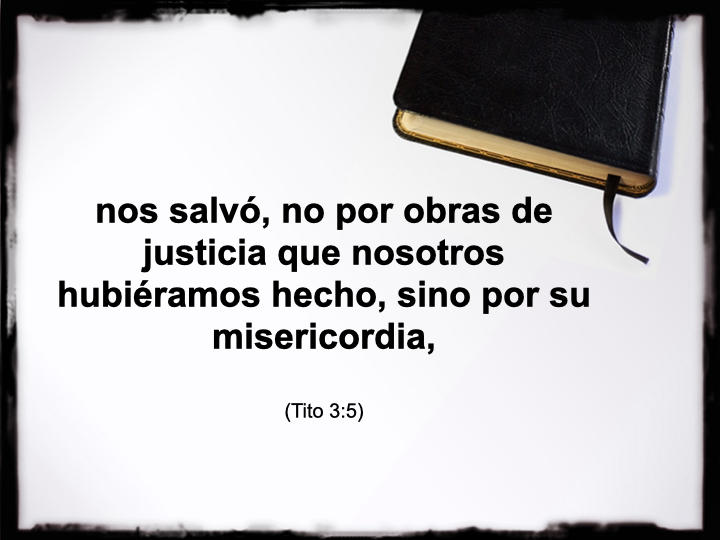 nos salvó, no por obras de
justicia que nosotros
hubiéramos hecho, sino por su
misericordia,
(Tito 3:5)